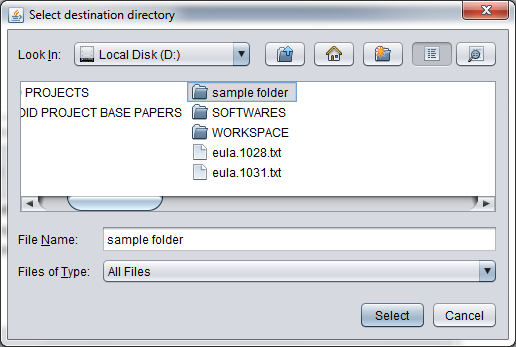 Select destination directory
Look In: Local Disk (D:)
PROJECTS
OID PROJECT BASE PAPERS
sample folder
SOFTWARES
WORKSPACE
eula.1028.txt
eula.1031.txt
File Name: sample folder
Files of Type: All Files
Select Cancel